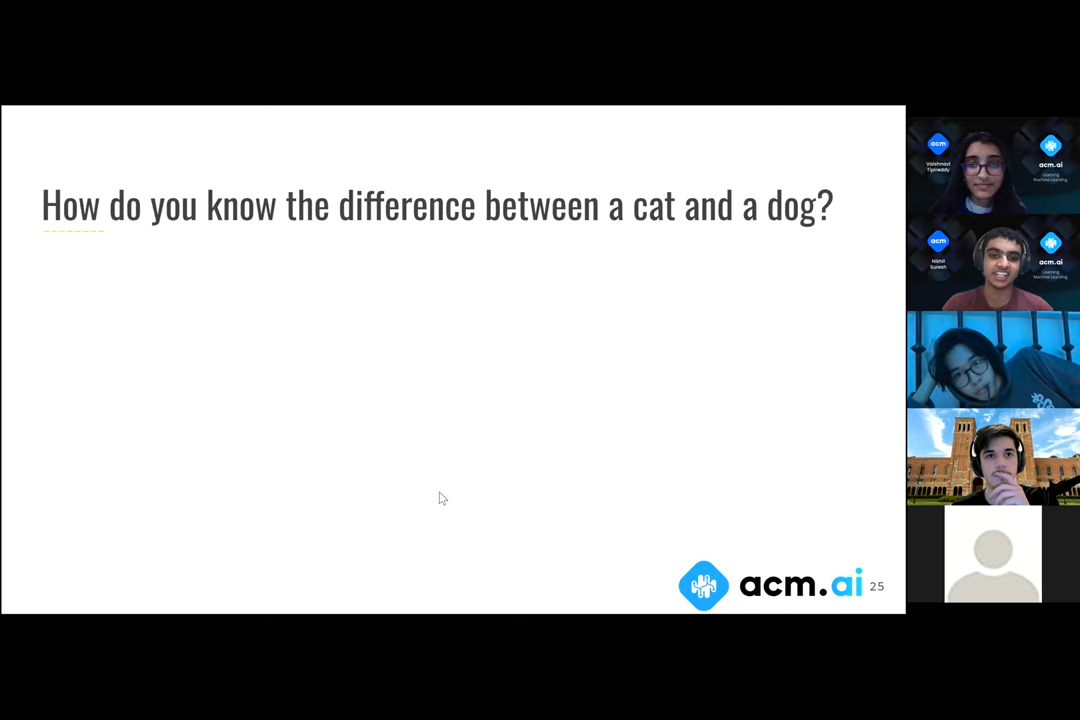 How do you know the difference between a cat and a dog?
acm.ai 25
acm
Vaishnavi
Tipireddy
acm.ai
Learning
Machine Learning.
acm
Nikhil
Suresh
acm.ai
Learning
Machine Learning.